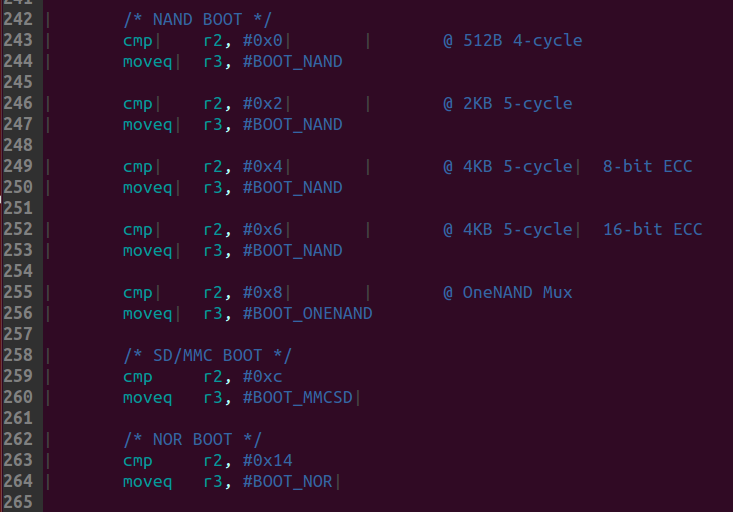 241
242 /* NAND BOOT */
243 cmp r2, #0x0 @ 512B 4-cycle
244 moveq r3, #BOOT_NAND
245
246 cmp r2, #0x2 @ 2KB 5-cycle
247 moveq r3, #BOOT_NAND
248
249 cmp r2, #0x4 @ 4KB 5-cycle 8-bit ECC
250 moveq r3, #BOOT_NAND
251
252 cmp r2, #0x6 @ 4KB 5-cycle 16-bit ECC
253 moveq r3, #BOOT_NAND
254
255 cmp r2, #0x8 @ OneNAND Mux
256 moveq r3, #BOOT_ONENAND
257
258 /* SD/MMC BOOT */
259 cmp r2, #0xc
260 moveq r3, #BOOT_MMCSD
261
262 /* NOR BOOT */
263 cmp r2, #0x14
264 moveq r3, #BOOT_NOR
265